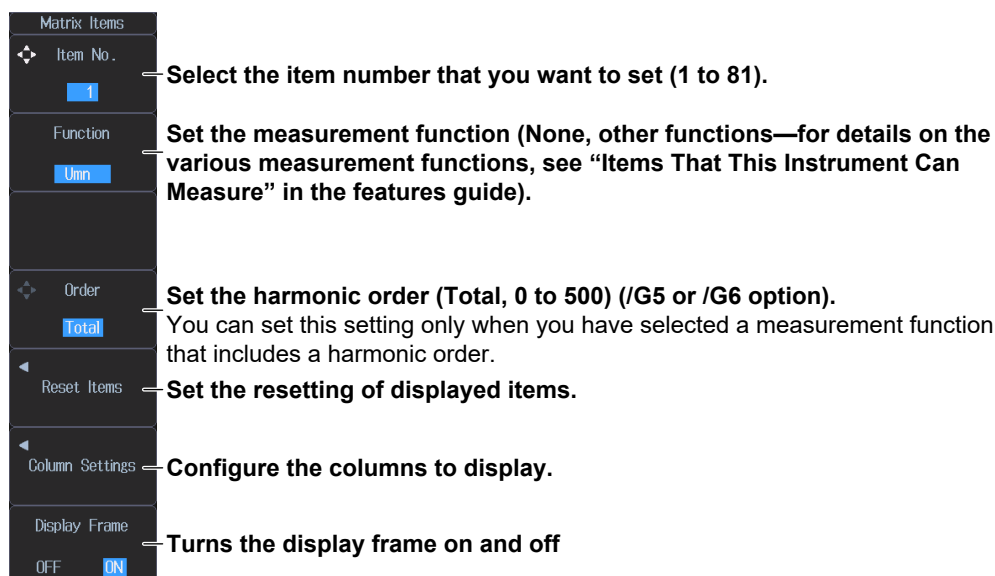 Matrix Items
Item No.
1
Select the item number that you want to set (1 to 81).
Function
Umn
Set the measurement function (None, other functions—for details on the
various measurement functions, see “Items That This Instrument Can
Measure” in the features guide).
Order
Total
Set the harmonic order (Total, 0 to 500) (/G5 or /G6 option).
You can set this setting only when you have selected a measurement function
that includes a harmonic order.
Reset Items
Set the resetting of displayed items.
Column Settings
Configure the columns to display.
Display Frame
OFF ON
Turns the display frame on and off